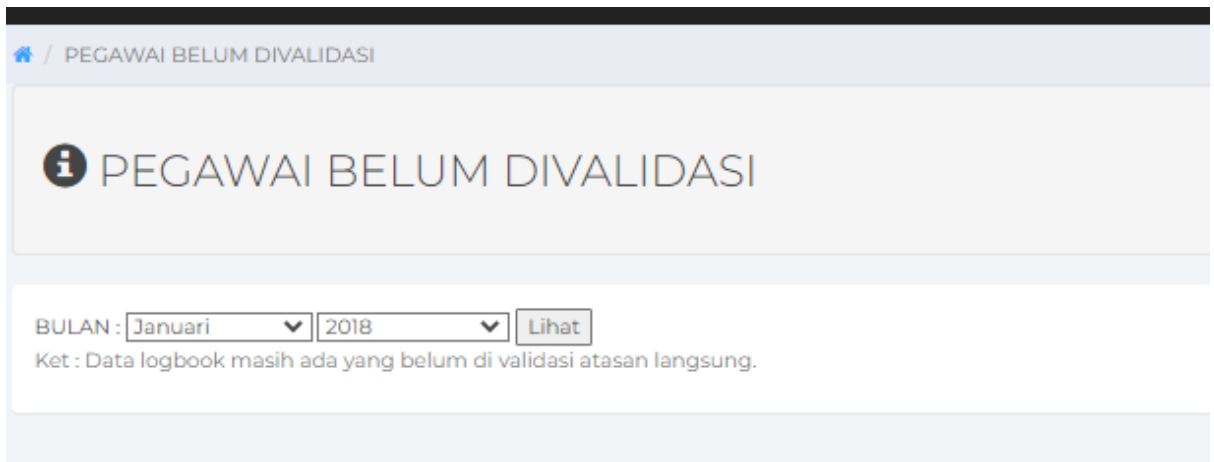 / PEGAWAI BELUM DIVALIDASI
PEGAWAI BELUM DIVALIDASI
BULAN : Januari 2018 Lihat
Ket : Data logbook masih ada yang belum di validasi atasan langsung.